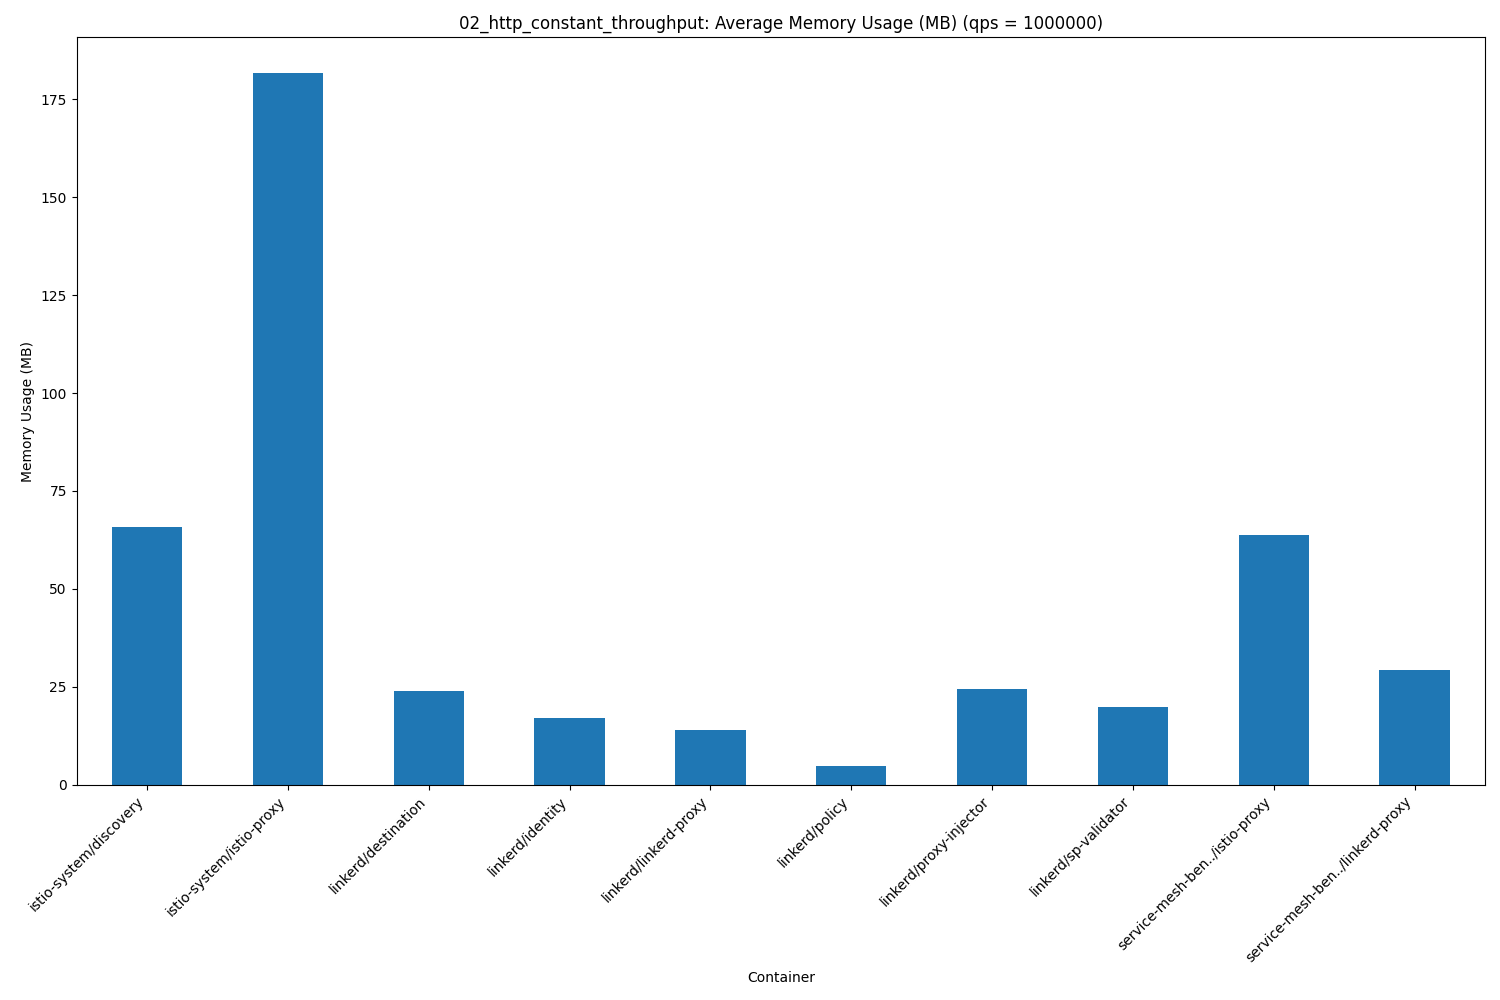 02_http_constant_throughput: Average Memory Usage (MB) (qps = 1000000)
Memory Usage (MB)
175
150
125
100
75
50
25
0
istio-system/discovery
istio-system/istio-proxy
linkerd/destination
linkerd/identity
linkerd/linkerd-proxy
linkerd/policy
linkerd/proxy-injector
linkerd/sp-validator
service-mesh-ben../istio-proxy
service-mesh-ben../linkerd-proxy
Container